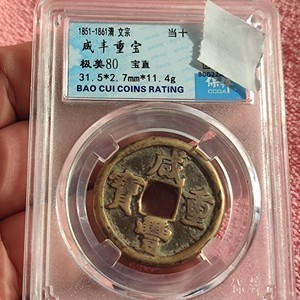 1851-1861清 文宗 当十
咸丰重宝
极美80 宝直
31.5*2.7mm*11.4g
BAO CUI COINS RATING
CCGA
咸豐重寶